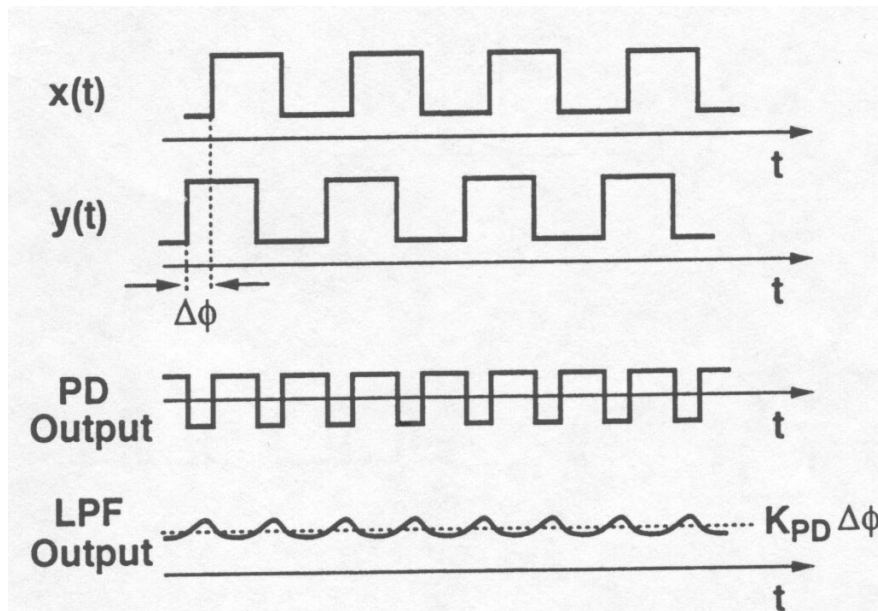 x(t)
t
y(t)
t
Δϕ
PD
Output
t
LPF
Output
K_PD Δϕ
t